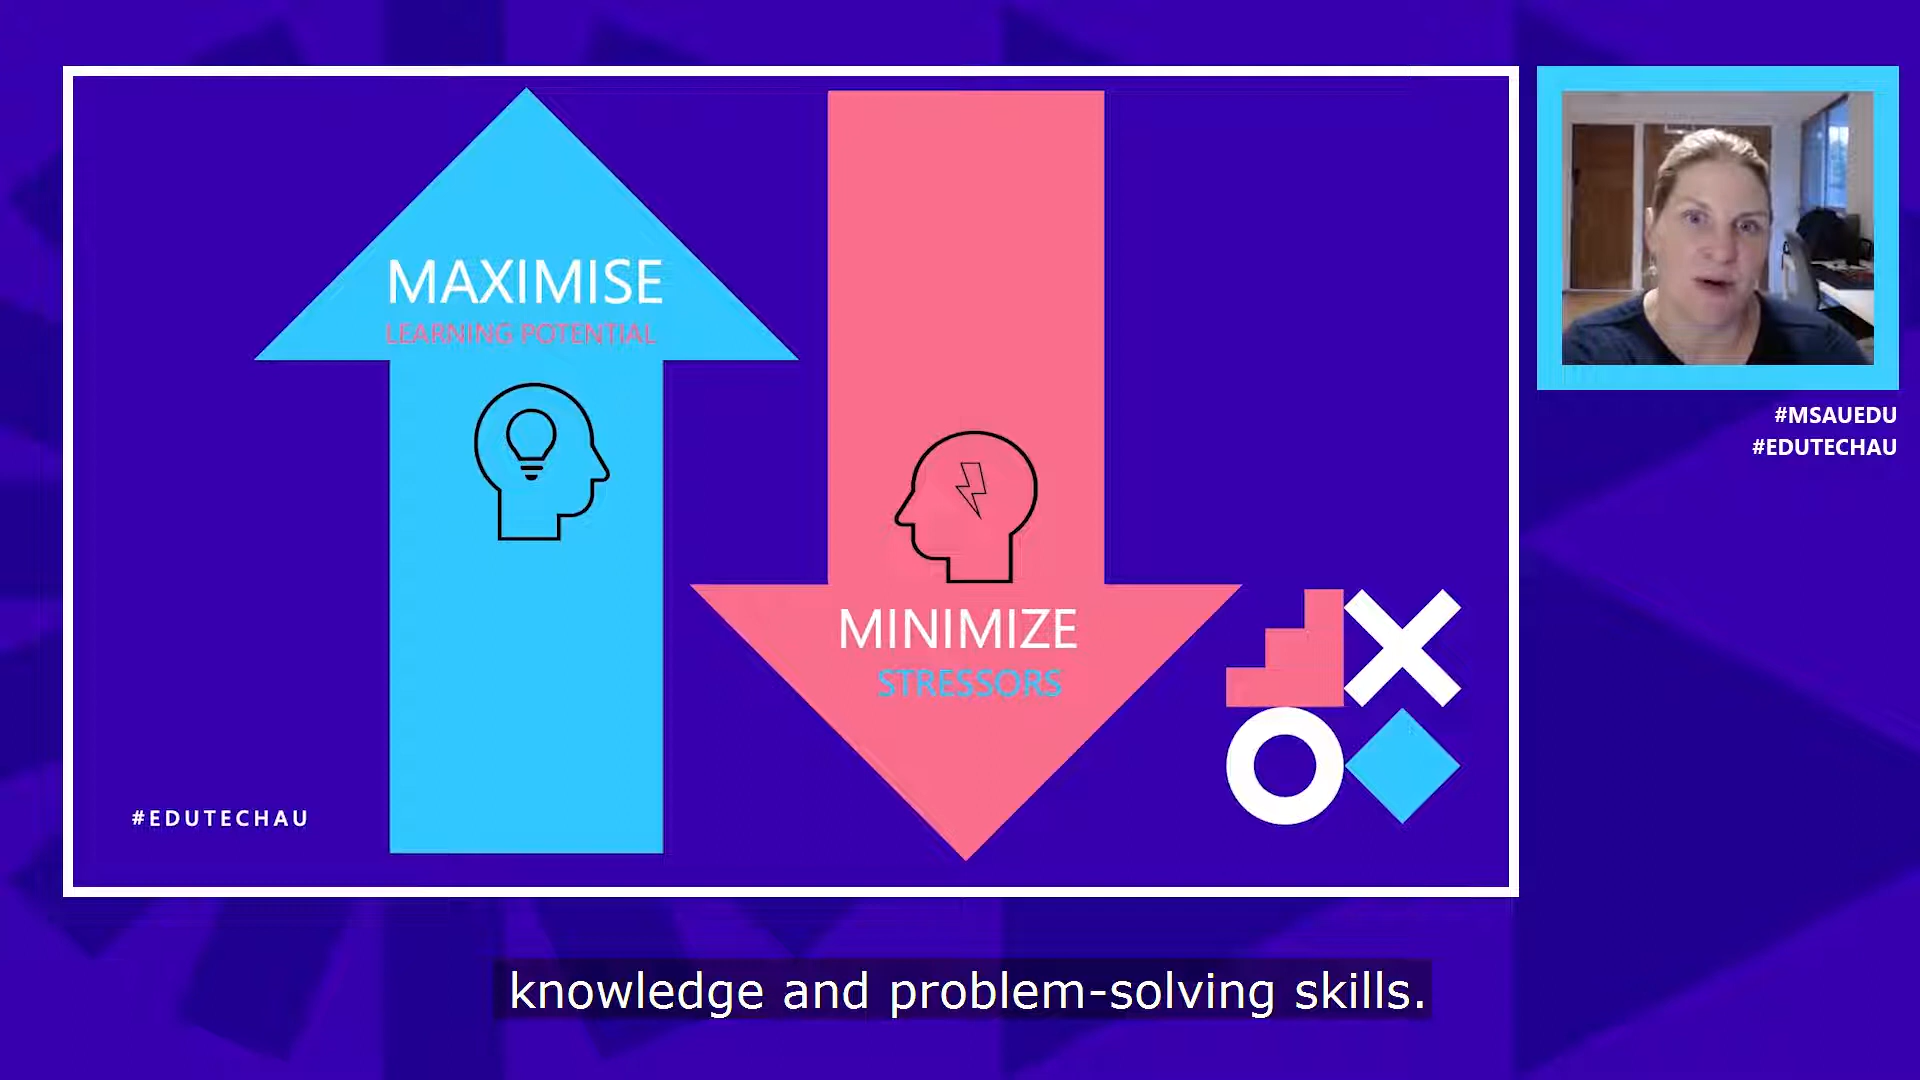 MAXIMISE
LEARNING POTENTIAL
MINIMIZE
STRESSORS
#EDUTECHAU
#MSAUEDU
#EDUTECHAU
knowledge and problem-solving skills.